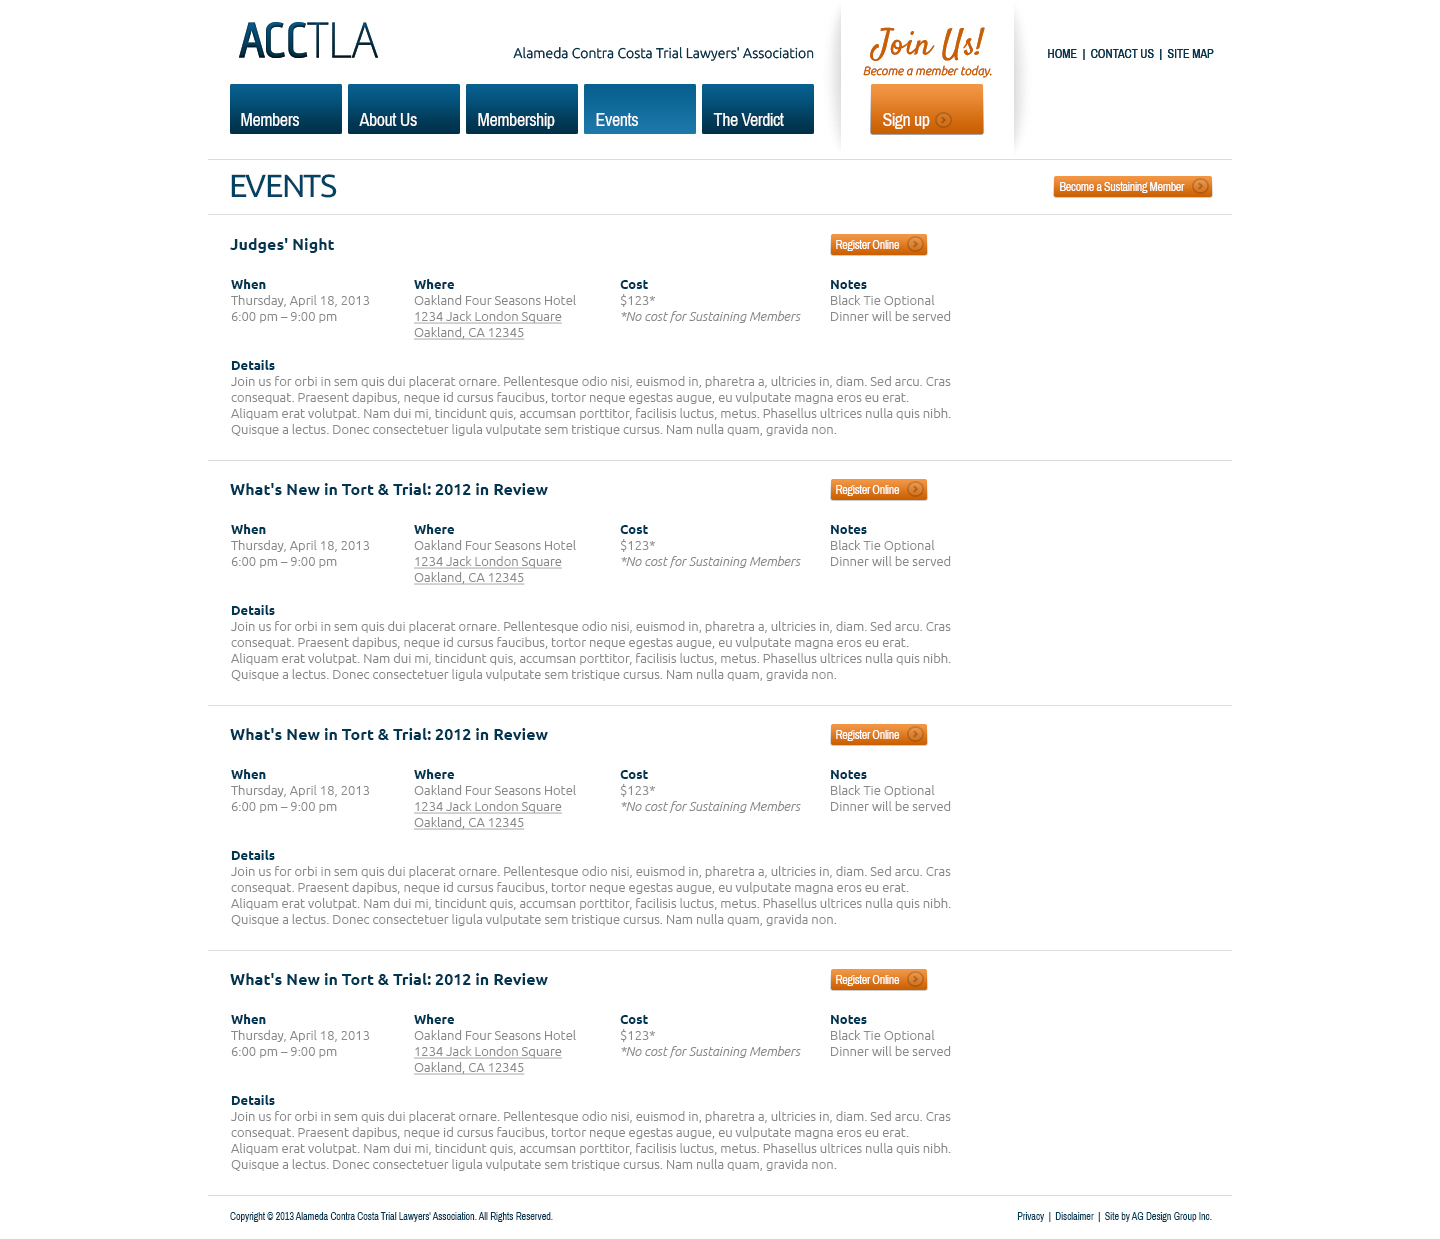 ACCTLA
Alameda Contra Costa Trial Lawyers' Association
Join Us!
Become a member today.
HOME | CONTACT US | SITE MAP
Members
About Us
Membership
Events
The Verdict
Sign up
EVENTS
Become a Sustaining Member
Judges' Night
Register Online
When
Thursday, April 18, 2013
6:00 pm – 9:00 pm
Where
Oakland Four Seasons Hotel
1234 Jack London Square
Oakland, CA 12345
Cost
$123*
*No cost for Sustaining Members
Notes
Black Tie Optional
Dinner will be served
Details
Join us for orbi in sem quis dui placerat ornare. Pellentesque odio nisi, euismod in, pharetra a, ultricies in, diam. Sed arcu. Cras
consequat. Praesent dapibus, neque id cursus faucibus, tortor neque egestas augue, eu vulputate magna eros eu erat.
Aliquam erat volutpat. Nam dui mi, tincidunt quis, accumsan porttitor, facilisis luctus, metus. Phasellus ultrices nulla quis nibh.
Quisque a lectus. Donec consectetuer ligula vulputate sem tristique cursus. Nam nulla quam, gravida non.
What's New in Tort & Trial: 2012 in Review
Register Online
When
Thursday, April 18, 2013
6:00 pm – 9:00 pm
Where
Oakland Four Seasons Hotel
1234 Jack London Square
Oakland, CA 12345
Cost
$123*
*No cost for Sustaining Members
Notes
Black Tie Optional
Dinner will be served
Details
Join us for orbi in sem quis dui placerat ornare. Pellentesque odio nisi, euismod in, pharetra a, ultricies in, diam. Sed arcu. Cras
consequat. Praesent dapibus, neque id cursus faucibus, tortor neque egestas augue, eu vulputate magna eros eu erat.
Aliquam erat volutpat. Nam dui mi, tincidunt quis, accumsan porttitor, facilisis luctus, metus. Phasellus ultrices nulla quis nibh.
Quisque a lectus. Donec consectetuer ligula vulputate sem tristique cursus. Nam nulla quam, gravida non.
What's New in Tort & Trial: 2012 in Review
Register Online
When
Thursday, April 18, 2013
6:00 pm – 9:00 pm
Where
Oakland Four Seasons Hotel
1234 Jack London Square
Oakland, CA 12345
Cost
$123*
*No cost for Sustaining Members
Notes
Black Tie Optional
Dinner will be served
Details
Join us for orbi in sem quis dui placerat ornare. Pellentesque odio nisi, euismod in, pharetra a, ultricies in, diam. Sed arcu. Cras
consequat. Praesent dapibus, neque id cursus faucibus, tortor neque egestas augue, eu vulputate magna eros eu erat.
Aliquam erat volutpat. Nam dui mi, tincidunt quis, accumsan porttitor, facilisis luctus, metus. Phasellus ultrices nulla quis nibh.
Quisque a lectus. Donec consectetuer ligula vulputate sem tristique cursus. Nam nulla quam, gravida non.
What's New in Tort & Trial: 2012 in Review
Register Online
When
Thursday, April 18, 2013
6:00 pm – 9:00 pm
Where
Oakland Four Seasons Hotel
1234 Jack London Square
Oakland, CA 12345
Cost
$123*
*No cost for Sustaining Members
Notes
Black Tie Optional
Dinner will be served
Details
Join us for orbi in sem quis dui placerat ornare. Pellentesque odio nisi, euismod in, pharetra a, ultricies in, diam. Sed arcu. Cras
consequat. Praesent dapibus, neque id cursus faucibus, tortor neque egestas augue, eu vulputate magna eros eu erat.
Aliquam erat volutpat. Nam dui mi, tincidunt quis, accumsan porttitor, facilisis luctus, metus. Phasellus ultrices nulla quis nibh.
Quisque a lectus. Donec consectetuer ligula vulputate sem tristique cursus. Nam nulla quam, gravida non.
Copyright © 2013 Alameda Contra Costa Trial Lawyers' Association. All Rights Reserved.
Privacy | Disclaimer | Site by AG Design Group Inc.